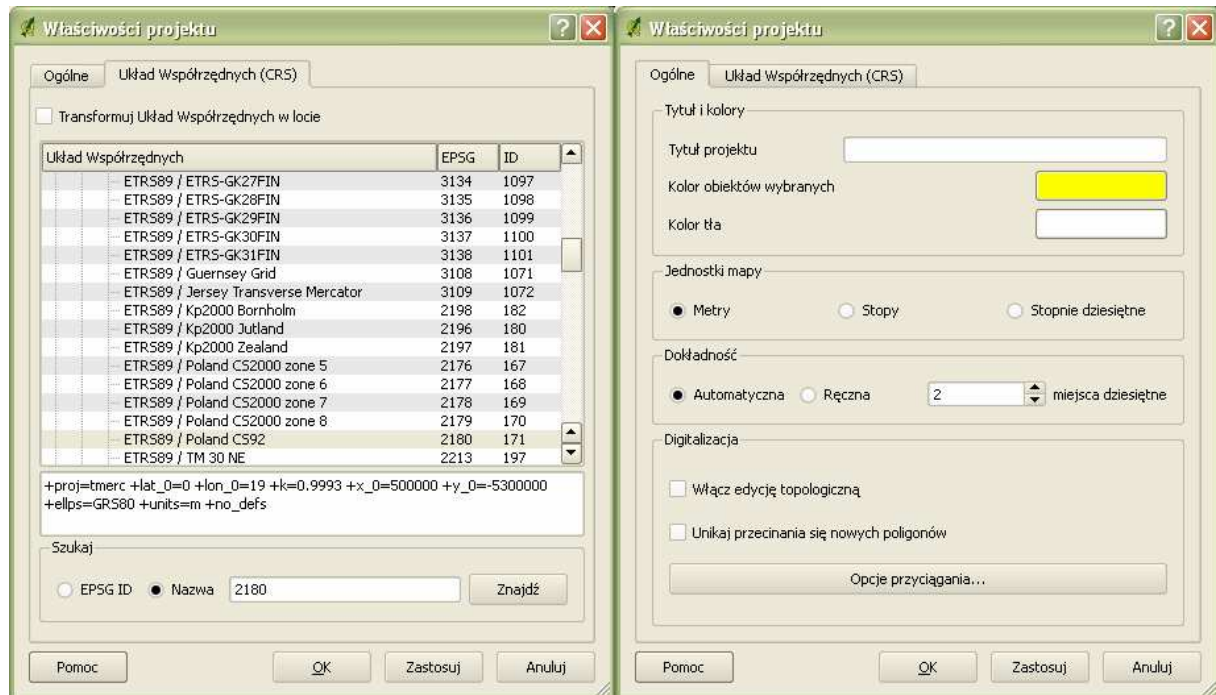 Właściwości projektu
Ogólne Układ Współrzędnych (CRS)
Transformuj Układ Współrzędnych w locie
Układ Współrzędnych EPSG ID
ETRS89 / ETRS-GK27FIN 3134 1097
ETRS89 / ETRS-GK28FIN 3135 1098
ETRS89 / ETRS-GK29FIN 3136 1099
ETRS89 / ETRS-GK30FIN 3137 1100
ETRS89 / ETRS-GK31FIN 3138 1101
ETRS89 / Guernsey Grid 3108 1071
ETRS89 / Jersey Transverse Mercator 3109 1072
ETRS89 / Kp2000 Bornholm 2198 182
ETRS89 / Kp2000 Jutland 2196 180
ETRS89 / Kp2000 Zealand 2197 181
ETRS89 / Poland CS2000 zone 5 2176 167
ETRS89 / Poland CS2000 zone 6 2177 168
ETRS89 / Poland CS2000 zone 7 2178 169
ETRS89 / Poland CS2000 zone 8 2179 170
ETRS89 / Poland CS92 2180 171
ETRS89 / TM 30 NE 2213 197
+proj=tmerc +lat_0=0 +lon_0=19 +k=0.9993 +x_0=500000 +y_0=-5300000
+ellps=GRS80 +units=m +no_defs
Szukaj
EPSG ID Nazwa 2180 Znajdź
Pomoc OK Zastosuj Anuluj
Właściwości projektu
Ogólne Układ Współrzędnych (CRS)
Tytuł i kolory
Tytuł projektu
Kolor obiektów wybranych
Kolor tła
Jednostki mapy
Metry Stopy Stopnie dziesiętne
Dokładność
Automatyczna Ręczna 2 miejsca dziesiętne
Digitalizacja
Włącz edycję topologiczną
Unikaj przecinania się nowych poligonów
Opcje przyciągania...
Pomoc OK Zastosuj Anuluj